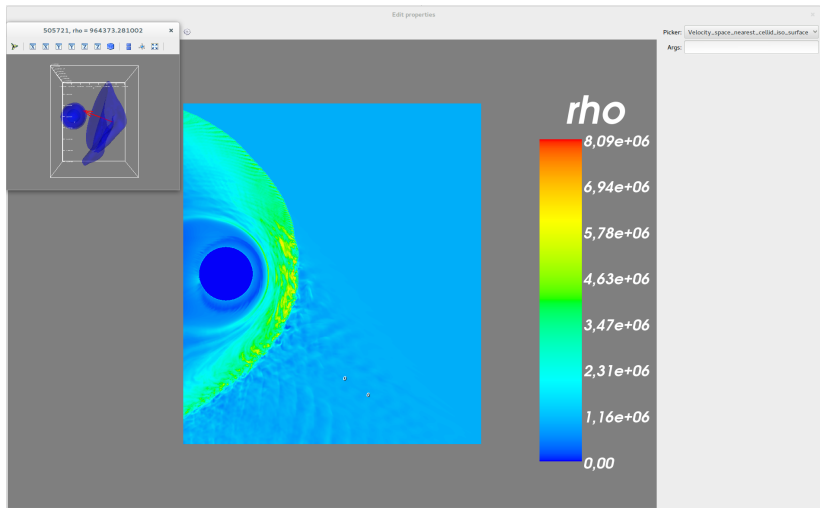 Edit properties
505721, rho = 964373.281002
Picker: Velocity_space_nearest_cellid_iso_surface
Args:
rho
8,09e+06
6,94e+06
5,78e+06
4,63e+06
3,47e+06
2,31e+06
1,16e+06
0,00
0